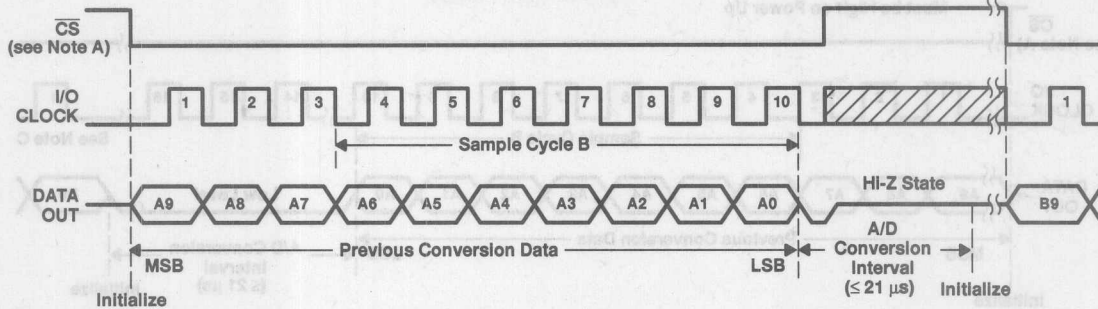 CS
(see Note A)
I/O
CLOCK
1 2 3 4 5 6 7 8 9 10 1
Sample Cycle B
DATA
OUT
A9 A8 A7 A6 A5 A4 A3 A2 A1 A0 Hi-Z State B9
Previous Conversion Data
MSB
LSB
A/D
Conversion
Interval
(≤ 21 μs)
Initialize
Initialize